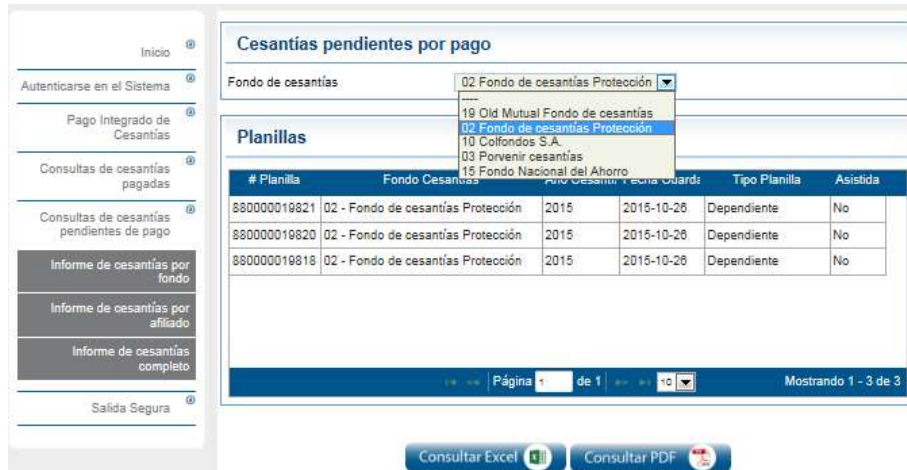 Inicio
Autenticarse en el Sistema
Pago Integrado de
Cesantías
Consultas de cesantías
pagadas
Consultas de cesantías
pendientes de pago
Informe de cesantías por
fondo
Informe de cesantías por
afiliado
Informe de cesantías
completo
Salida Segura
Cesantías pendientes por pago
Fondo de cesantías 02 Fondo de cesantías Protección
----
19 Old Mutual Fondo de cesantías
02 Fondo de cesantías Protección
10 Colfondos S.A.
03 Porvenir cesantías
15 Fondo Nacional del Ahorro
Planillas
# Planilla Fondo Cesantías Año Cesantí Fecha Guarda Tipo Planilla Asistida
880000019821 02 - Fondo de cesantías Protección 2015 2015-10-26 Dependiente No
880000019820 02 - Fondo de cesantías Protección 2015 2015-10-26 Dependiente No
880000019818 02 - Fondo de cesantías Protección 2015 2015-10-26 Dependiente No
Página 1 de 1 10 Mostrando 1 - 3 de 3
Consultar Excel Consultar PDF